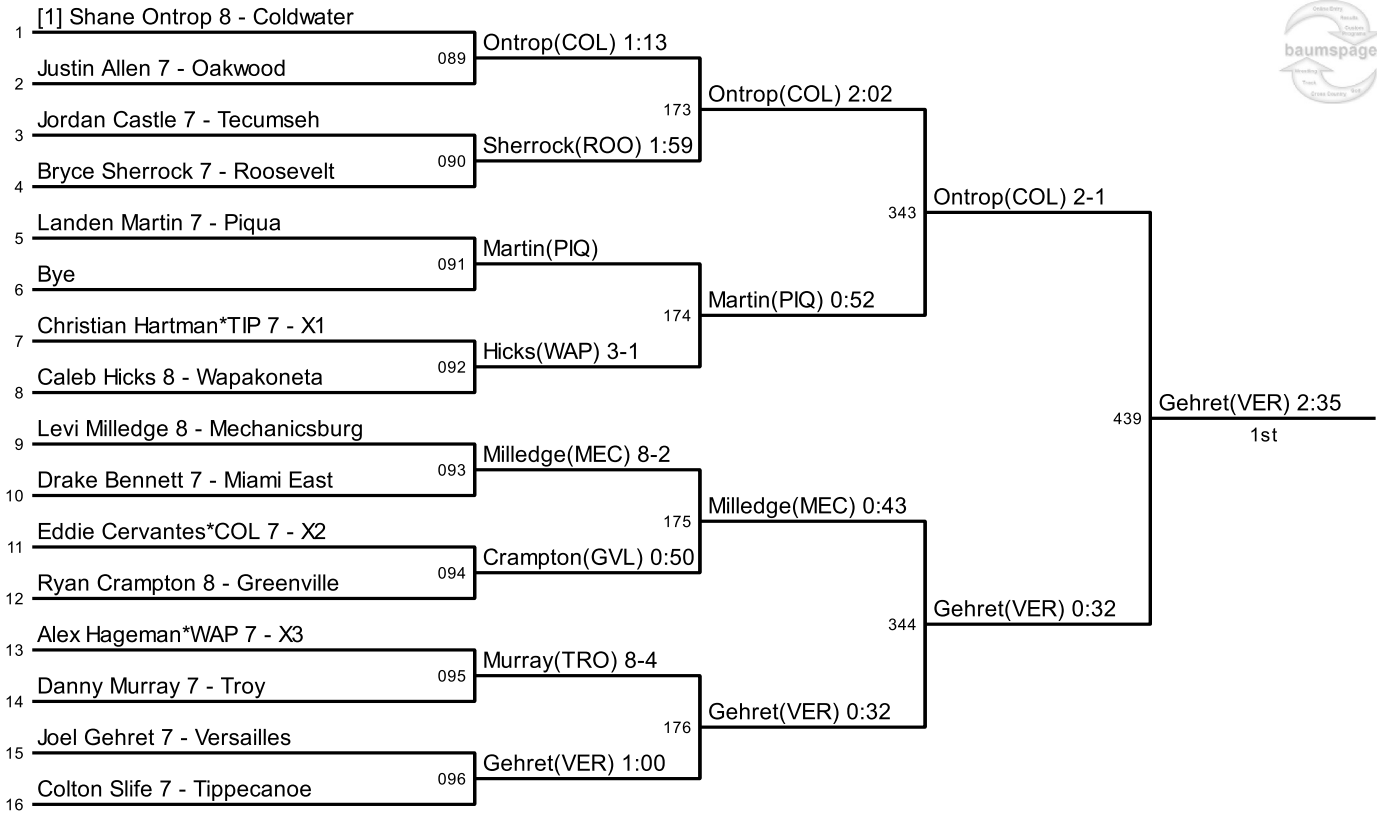 [1] Shane Ontrop 8 - Coldwater
1
Ontrop(COL) 1:13
089
Justin Allen 7 - Oakwood
2
Ontrop(COL) 2:02
173
Jordan Castle 7 - Tecumseh
3
Sherrock(ROO) 1:59
090
Bryce Sherrock 7 - Roosevelt
4
Ontrop(COL) 2-1
343
Landen Martin 7 - Piqua
5
Martin(PIQ)
091
Bye
6
Martin(PIQ) 0:52
174
Christian Hartman*TIP 7 - X1
7
Hicks(WAP) 3-1
092
Caleb Hicks 8 - Wapakoneta
8
Gehret(VER) 2:35
439
1st
Levi Milledge 8 - Mechanicsburg
9
Milledge(MEC) 8-2
093
Drake Bennett 7 - Miami East
10
Milledge(MEC) 0:43
175
Eddie Cervantes*COL 7 - X2
11
Crampton(GVL) 0:50
094
Ryan Crampton 8 - Greenville
12
Gehret(VER) 0:32
344
Alex Hageman*WAP 7 - X3
13
Murray(TRO) 8-4
095
Danny Murray 7 - Troy
14
Gehret(VER) 0:32
176
Joel Gehret 7 - Versailles
15
Gehret(VER) 1:00
096
Colton Slife 7 - Tippecanoe
16
baumspage